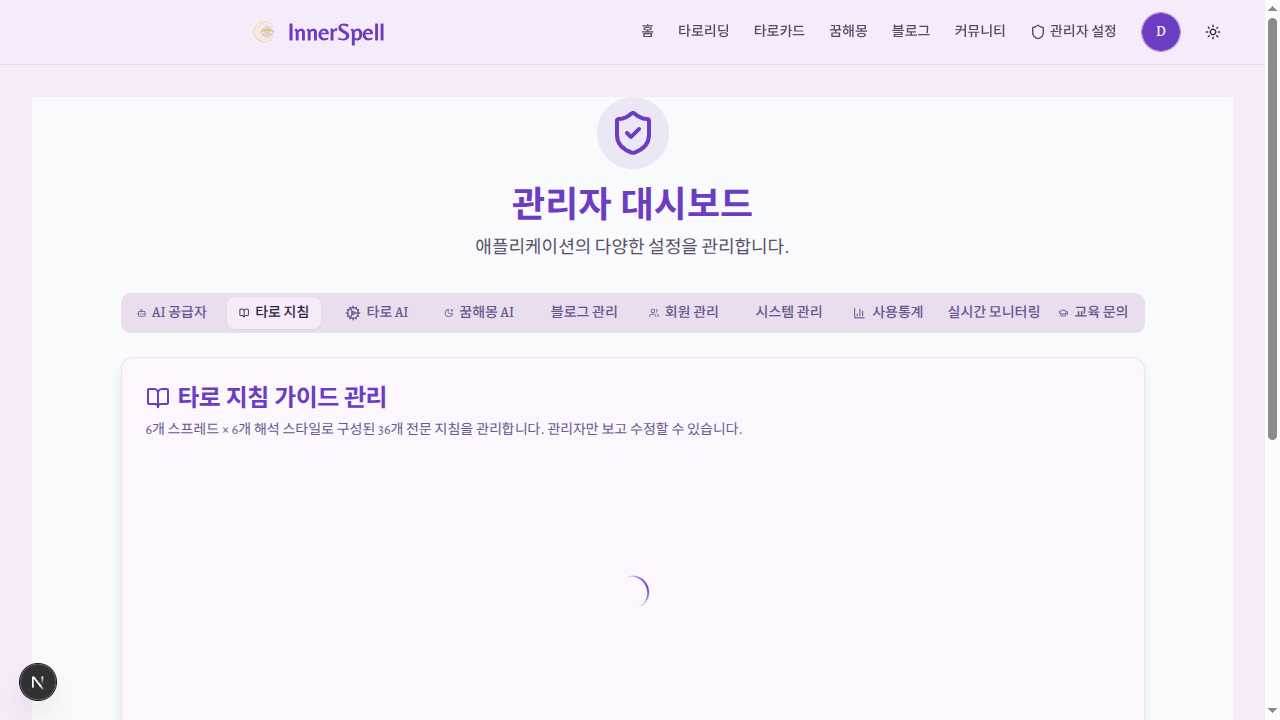 InnerSpell
홈 타로리딩 타로카드 꿈해몽 블로그 커뮤니티 관리자 설정 D
관리자 대시보드
애플리케이션의 다양한 설정을 관리합니다.
AI 공급자 타로 지침 타로 AI 꿈해몽 AI 블로그 관리 회원 관리 시스템 관리 사용통계 실시간 모니터링 교육 문의
타로 지침 가이드 관리
6개 스프레드 × 6개 해석 스타일로 구성된 36개 전문 지침을 관리합니다. 관리자만 보고 수정할 수 있습니다.
N